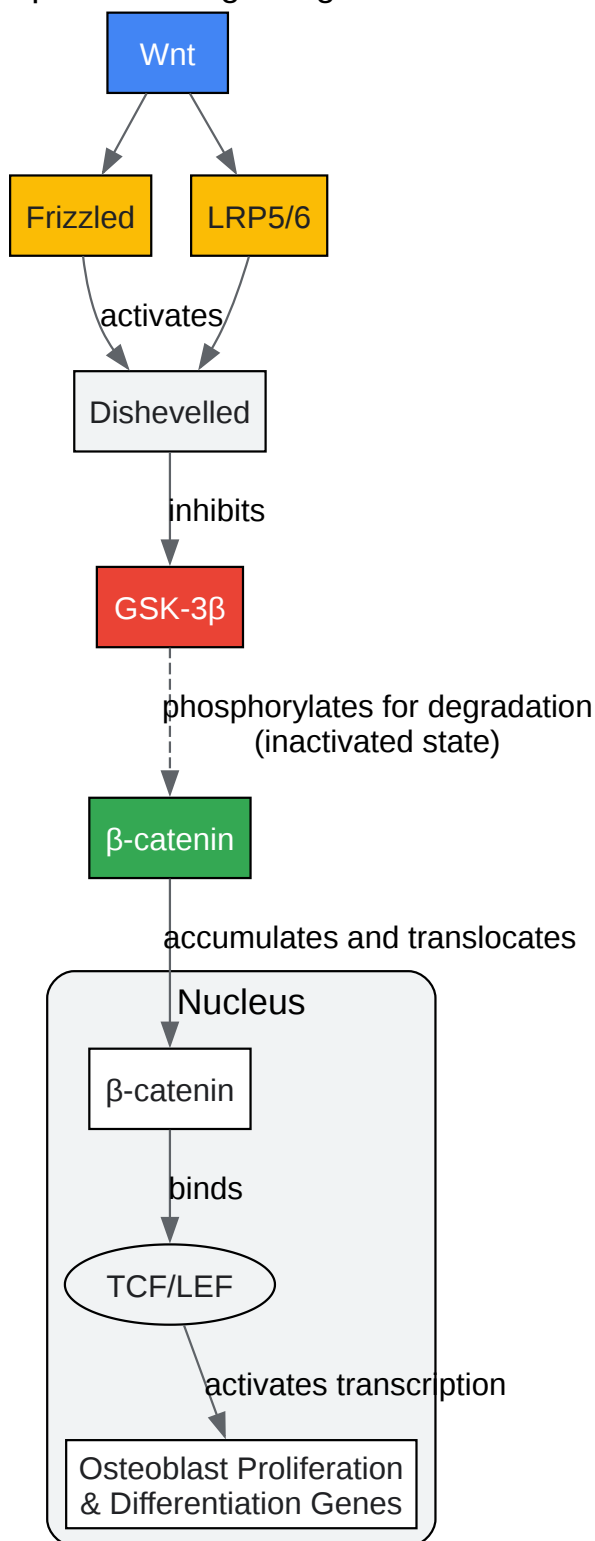 Wnt
Frizzled
LRP5/6
activates
Dishevelled
inhibits
GSK-3β
phosphorylates for degradation
(inactivated state)
β-catenin
accumulates and translocates
Nucleus
β-catenin
binds
TCF/LEF
activates transcription
Osteoblast Proliferation
& Differentiation Genes